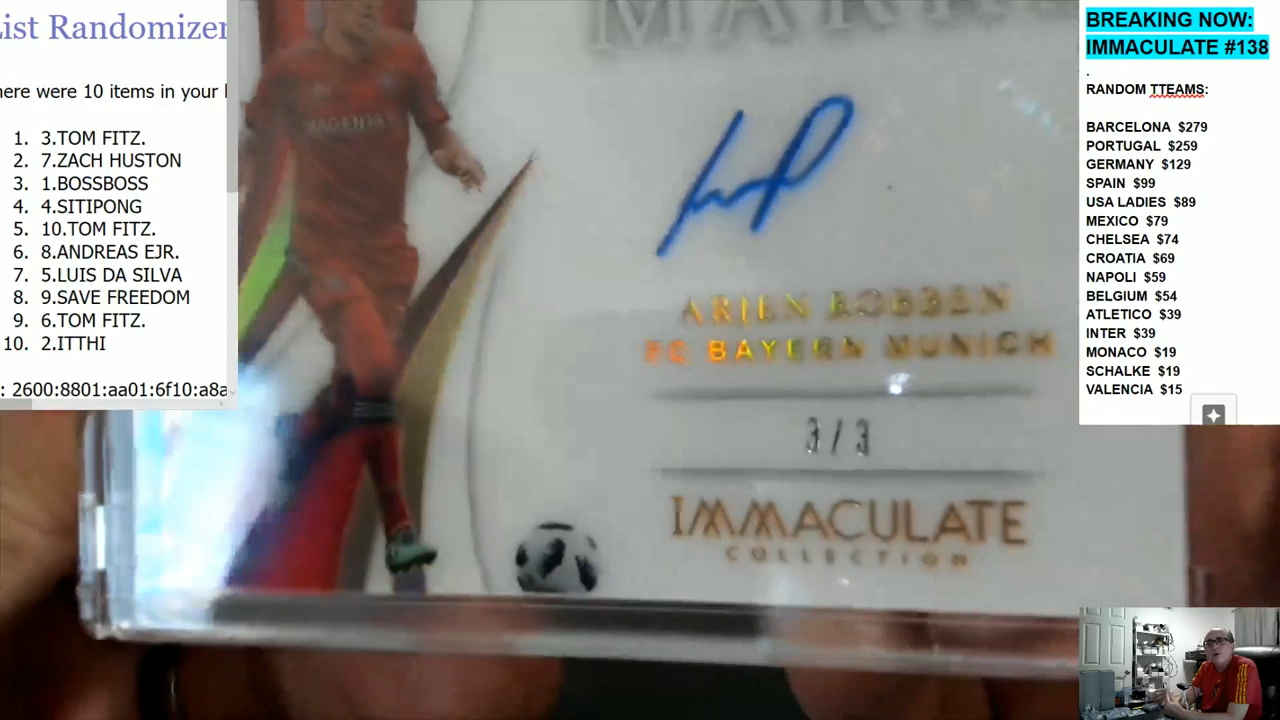 List Randomizer
here were 10 items in your
1. 3.TOM FITZ.
2. 7.ZACH HUSTON
3. 1.BOSSBOSS
4. 4.SITIPONG
5. 10.TOM FITZ.
6. 8.ANDREAS EJR.
7. 5.LUIS DA SILVA
8. 9.SAVE FREEDOM
9. 6.TOM FITZ.
10. 2.ITTHI
: 2600:8801:aa01:6f10:a8a
MAGENTA
ARJEN ROBBEN
FC BAYERN MUNICH
3/3
IMMACULATE
COLLECTION
BREAKING NOW:
IMMACULATE #138
.
RANDOM TTEAMS:
BARCELONA $279
PORTUGAL $259
GERMANY $129
SPAIN $99
USA LADIES $89
MEXICO $79
CHELSEA $74
CROATIA $69
NAPOLI $59
BELGIUM $54
ATLETICO $39
INTER $39
MONACO $19
SCHALKE $19
VALENCIA $15